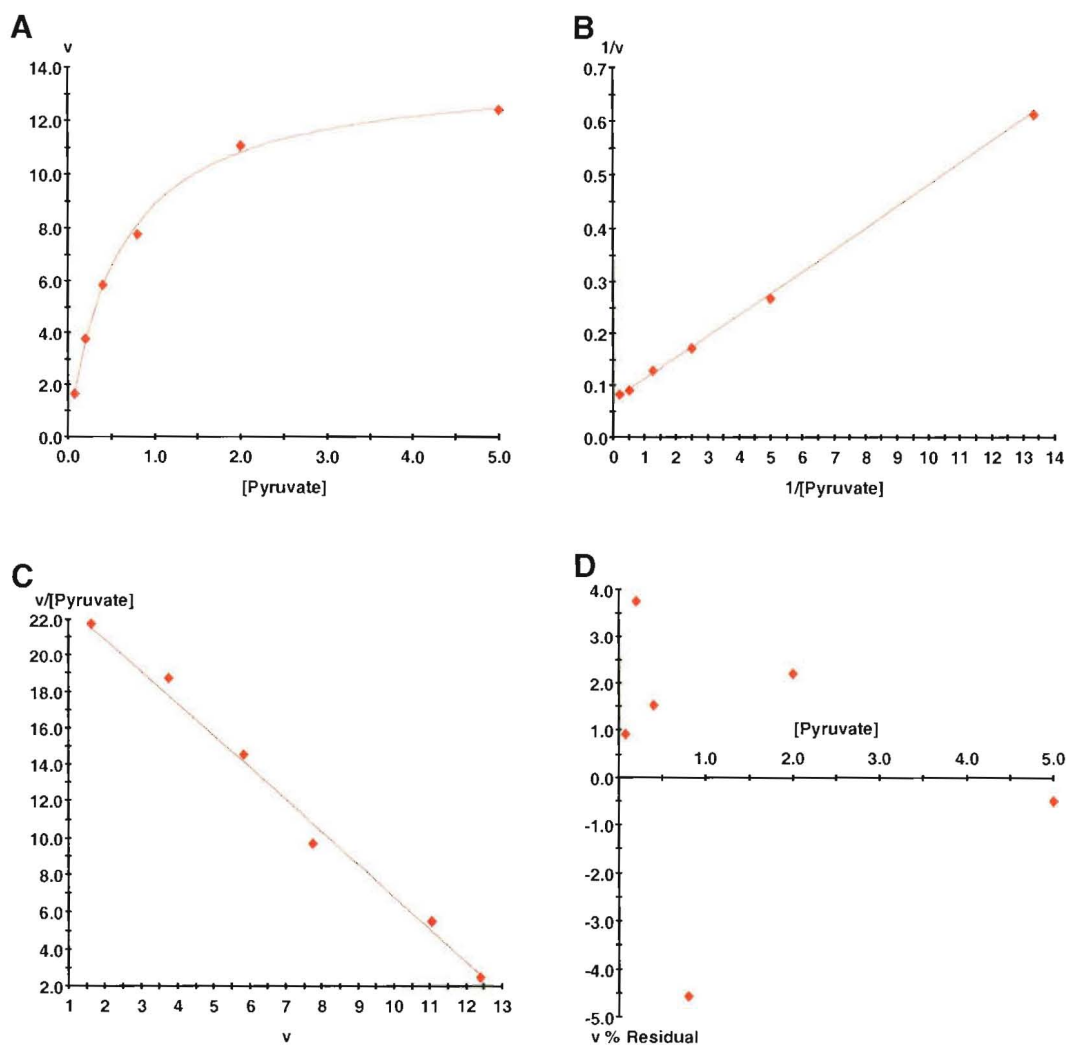 A
v
14.0
12.0
10.0
8.0
6.0
4.0
2.0
0.0
0.0 1.0 2.0 3.0 4.0 5.0
[Pyruvate]
B
1/v
0.7
0.6
0.5
0.4
0.3
0.2
0.1
0.0
0 1 2 3 4 5 6 7 8 9 10 11 12 13 14
1/[Pyruvate]
C
v/[Pyruvate]
22.0
20.0
18.0
16.0
14.0
12.0
10.0
8.0
6.0
4.0
2.0
1 2 3 4 5 6 7 8 9 10 11 12 13
v
D
4.0
3.0
2.0
1.0
[Pyruvate]
1.0 2.0 3.0 4.0 5.0
0.0
-1.0
-2.0
-3.0
-4.0
-5.0
v % Residual